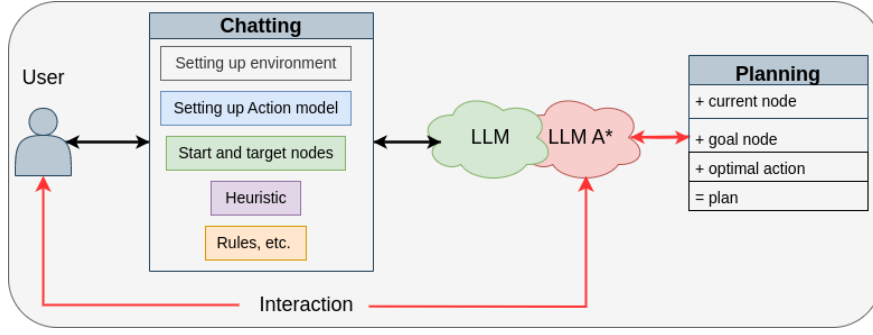 Chatting
User
Setting up environment
Setting up Action model
Start and target nodes
Heuristic
Rules, etc.
LLM
LLM A*
Planning
+ current node
+ goal node
+ optimal action
= plan
Interaction